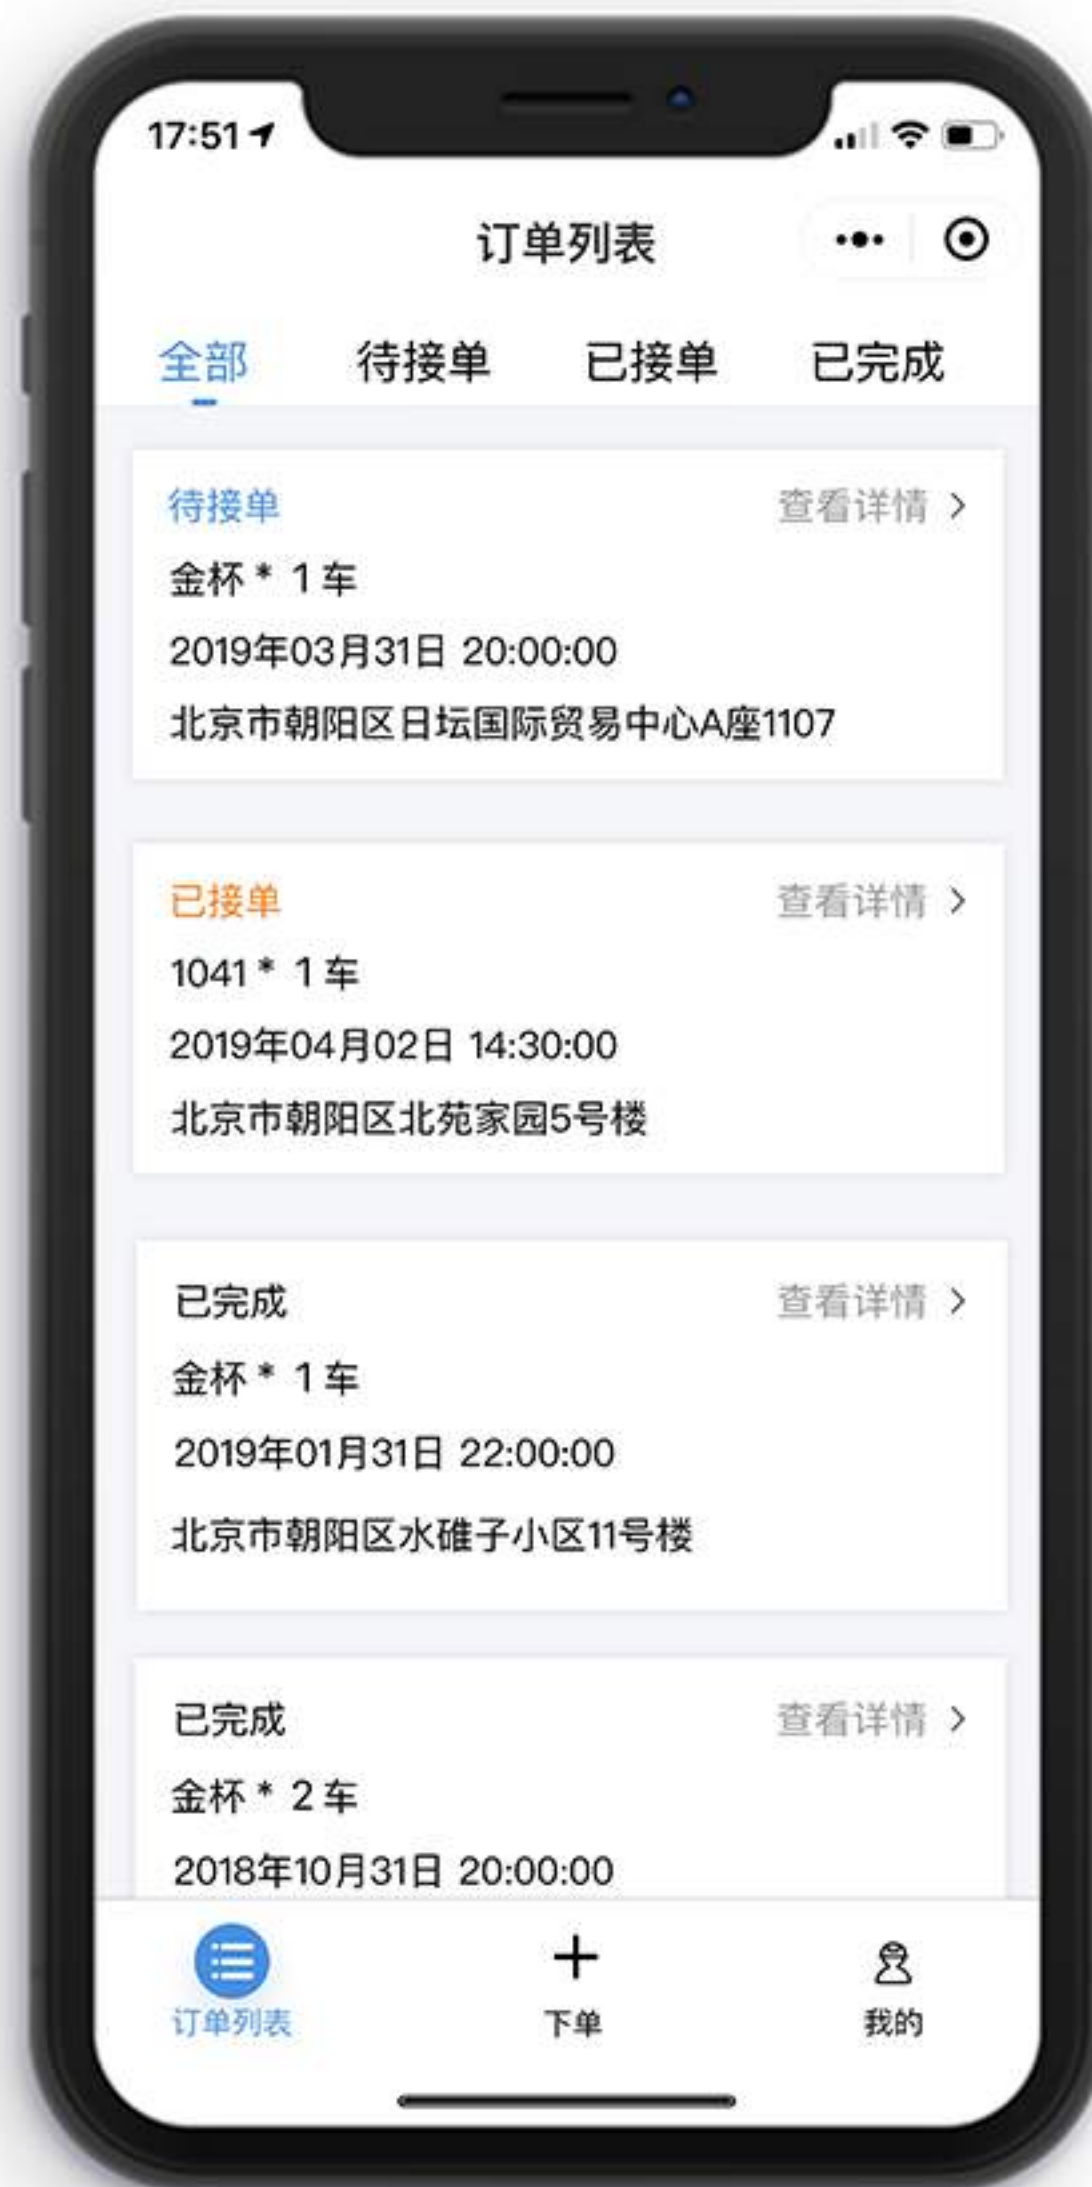 17:51
订单列表
全部 待接单 已接单 已完成
待接单 查看详情 >
金杯 * 1 车
2019年03月31日 20:00:00
北京市朝阳区日坛国际贸易中心A座1107
已接单 查看详情 >
1041 * 1 车
2019年04月02日 14:30:00
北京市朝阳区北苑家园5号楼
已完成 查看详情 >
金杯 * 1 车
2019年01月31日 22:00:00
北京市朝阳区水碓子小区11号楼
已完成 查看详情 >
金杯 * 2 车
2018年10月31日 20:00:00
订单列表 下单 我的